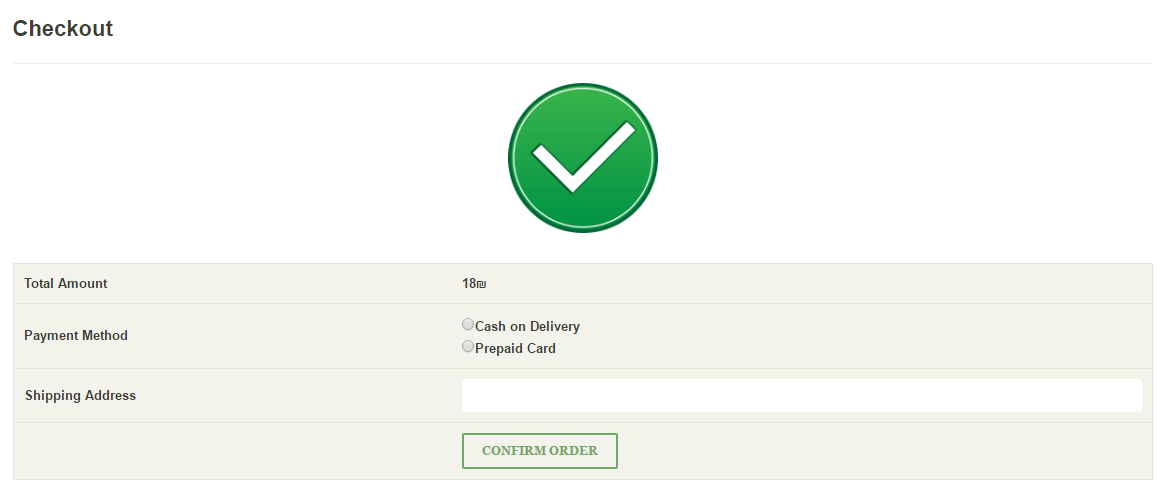 Checkout
Total Amount 18₪
Payment Method
Cash on Delivery
Prepaid Card
Shipping Address
CONFIRM ORDER